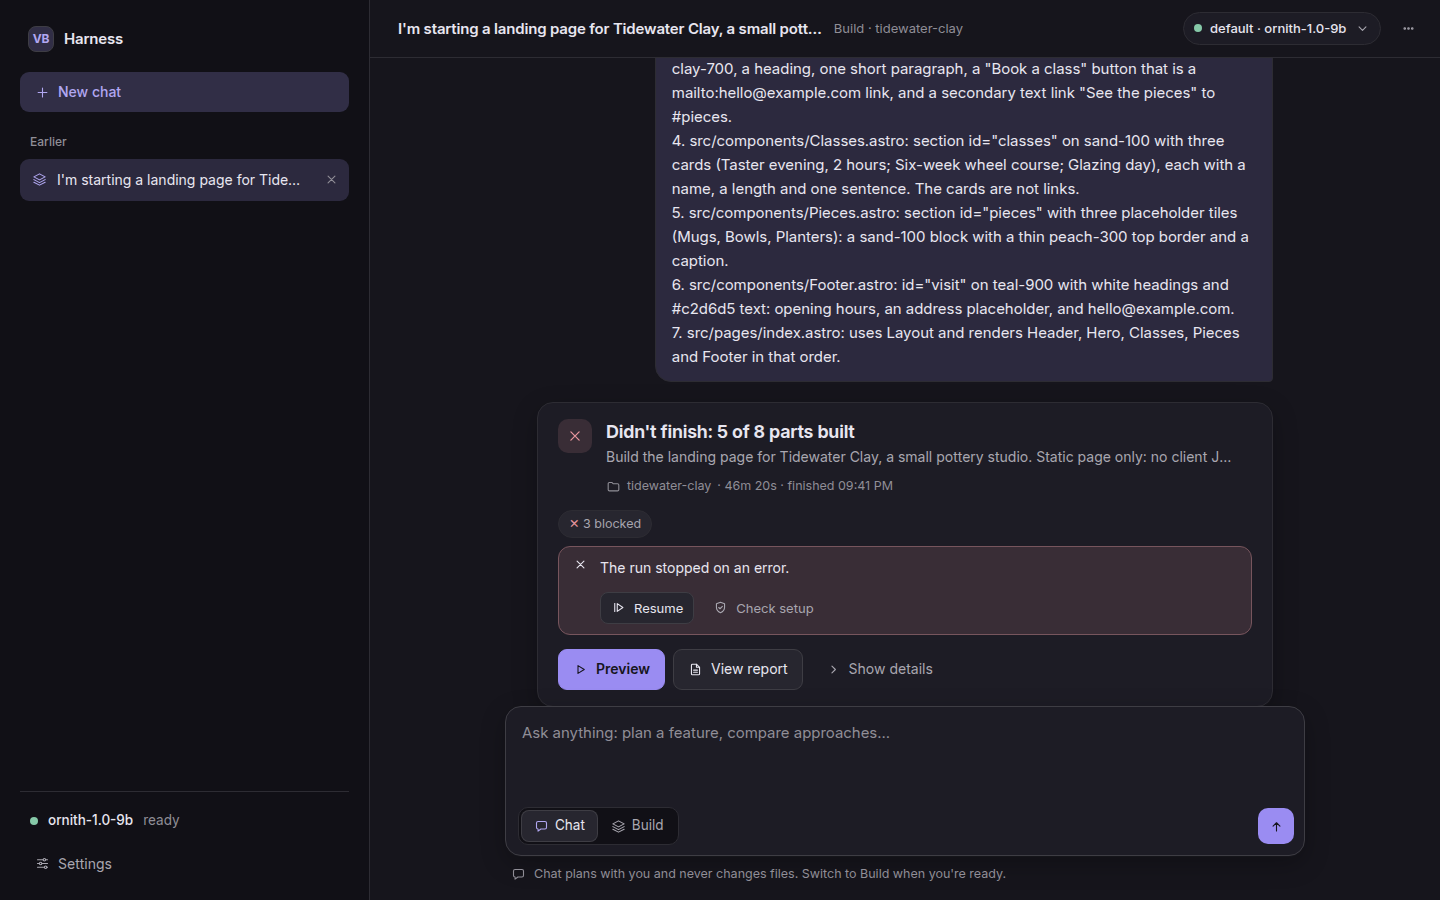 VB Harness
New chat
Earlier
I'm starting a landing page for Tide...
ornith-1.0-9b ready
Settings
I'm starting a landing page for Tidewater Clay, a small pott... Build · tidewater-clay
default · ornith-1.0-9b
clay-700, a heading, one short paragraph, a "Book a class" button that is a
mailto:hello@example.com link, and a secondary text link "See the pieces" to
#pieces.
4. src/components/Classes.astro: section id="classes" on sand-100 with three
cards (Taster evening, 2 hours; Six-week wheel course; Glazing day), each with a
name, a length and one sentence. The cards are not links.
5. src/components/Pieces.astro: section id="pieces" with three placeholder tiles
(Mugs, Bowls, Planters): a sand-100 block with a thin peach-300 top border and a
caption.
6. src/components/Footer.astro: id="visit" on teal-900 with white headings and
#c2d6d5 text: opening hours, an address placeholder, and hello@example.com.
7. src/pages/index.astro: uses Layout and renders Header, Hero, Classes, Pieces
and Footer in that order.
Didn't finish: 5 of 8 parts built
Build the landing page for Tidewater Clay, a small pottery studio. Static page only: no client J...
tidewater-clay · 46m 20s · finished 09:41 PM
3 blocked
The run stopped on an error.
Resume Check setup
Preview View report Show details
Ask anything: plan a feature, compare approaches...
Chat Build
Chat plans with you and never changes files. Switch to Build when you're ready.